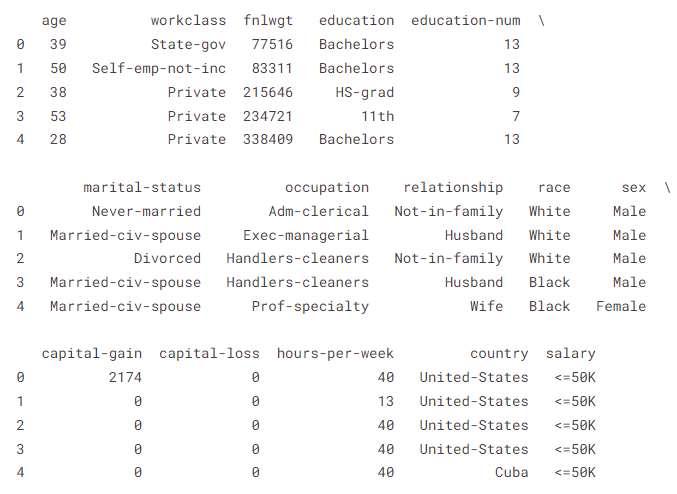 age workclass fnlwgt education education-num \
0 39 State-gov 77516 Bachelors 13
1 50 Self-emp-not-inc 83311 Bachelors 13
2 38 Private 215646 HS-grad 9
3 53 Private 234721 11th 7
4 28 Private 338409 Bachelors 13
marital-status occupation relationship race sex \
0 Never-married Adm-clerical Not-in-family White Male
1 Married-civ-spouse Exec-managerial Husband White Male
2 Divorced Handlers-cleaners Not-in-family White Male
3 Married-civ-spouse Handlers-cleaners Husband Black Male
4 Married-civ-spouse Prof-specialty Wife Black Female
capital-gain capital-loss hours-per-week country salary
0 2174 0 40 United-States <=50K
1 0 0 13 United-States <=50K
2 0 0 40 United-States <=50K
3 0 0 40 United-States <=50K
4 0 0 40 Cuba <=50K